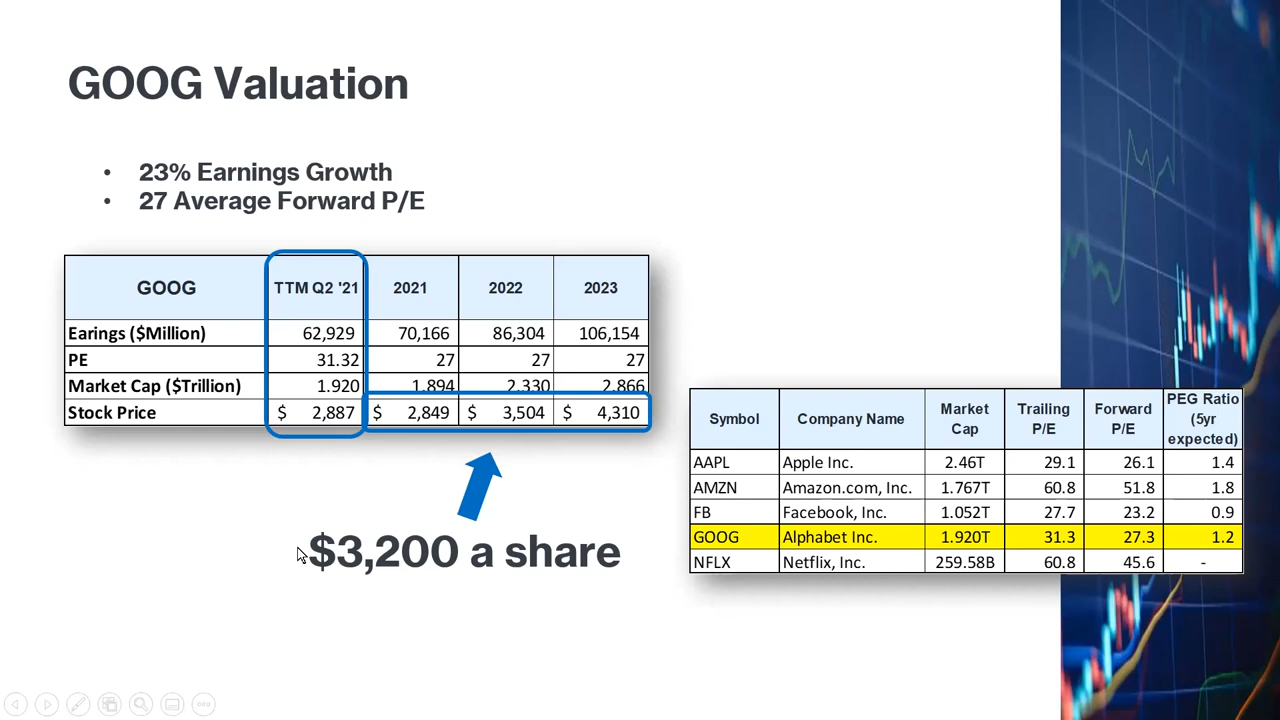 GOOG Valuation
• 23% Earnings Growth
• 27 Average Forward P/E
GOOG TTM Q2 '21 2021 2022 2023
Earings ($Million) 62,929 70,166 86,304 106,154
PE 31.32 27 27 27
Market Cap ($Trillion) 1.920 1.894 2.330 2.866
Stock Price $ 2,887 $ 2,849 $ 3,504 $ 4,310
$3,200 a share
Symbol Company Name Market Cap Trailing P/E Forward P/E PEG Ratio (5yr expected)
AAPL Apple Inc. 2.46T 29.1 26.1 1.4
AMZN Amazon.com, Inc. 1.767T 60.8 51.8 1.8
FB Facebook, Inc. 1.052T 27.7 23.2 0.9
GOOG Alphabet Inc. 1.920T 31.3 27.3 1.2
NFLX Netflix, Inc. 259.58B 60.8 45.6 -